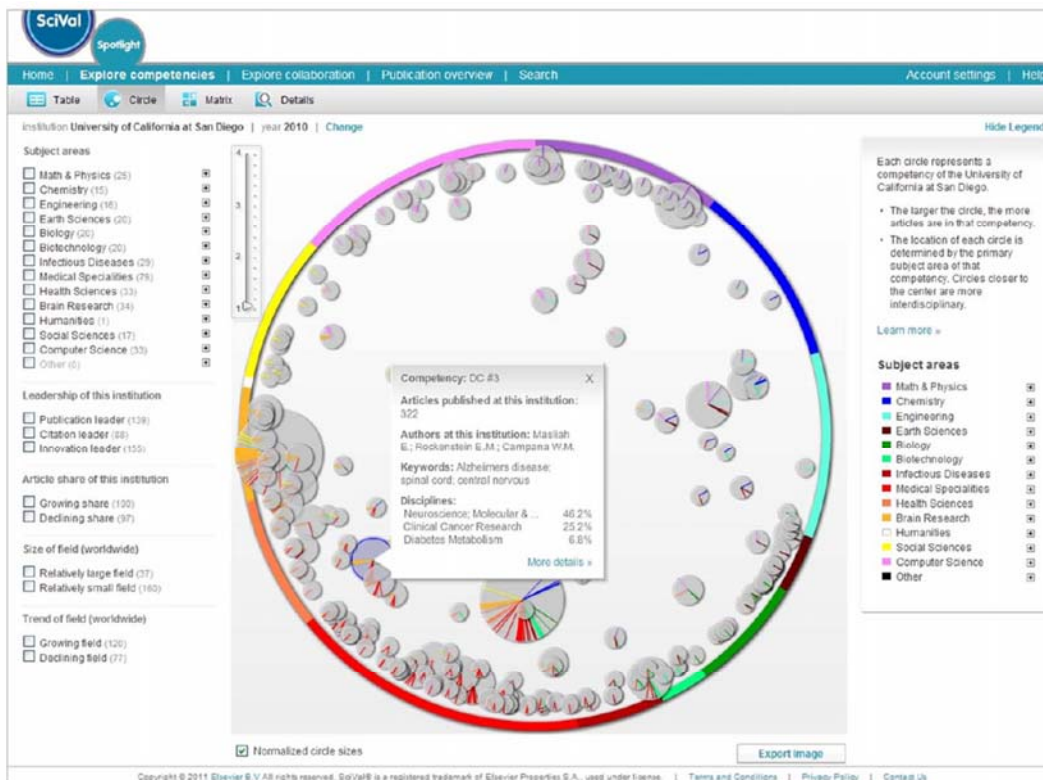 SciVal
Spotlight
Home | Explore competencies | Explore collaboration | Publication overview | Search
Account settings | Help
Table Circle Matrix Details
institution University of California at San Diego | year 2010 | Change
Hide Legend
Subject areas
Math & Physics (25)
Chemistry (15)
Engineering (16)
Earth Sciences (20)
Biology (20)
Biotechnology (20)
Infectious Diseases (29)
Medical Specialities (79)
Health Sciences (33)
Brain Research (34)
Humanities (1)
Social Sciences (17)
Computer Science (33)
Other (0)
Leadership of this institution
Publication leader (139)
Citation leader (88)
Innovation leader (155)
Article share of this institution
Growing share (100)
Declining share (97)
Size of field (worldwide)
Relatively large field (37)
Relatively small field (160)
Trend of field (worldwide)
Growing field (120)
Declining field (77)
4
3
2
1
Competency: DC #3 X
Articles published at this institution:
322
Authors at this institution: Masliah
E.; Rockenstein E.M.; Campana W.M.
Keywords: Alzheimers disease;
spinal cord; central nervous
Disciplines:
Neuroscience; Molecular & ... 46.2%
Clinical Cancer Research 25.2%
Diabetes Metabolism 6.8%
More details »
Each circle represents a
competency of the University of
California at San Diego.
• The larger the circle, the more
articles are in that competency.
• The location of each circle is
determined by the primary
subject area of that
competency. Circles closer to
the center are more
interdisciplinary.
Learn more »
Subject areas
Math & Physics
Chemistry
Engineering
Earth Sciences
Biology
Biotechnology
Infectious Diseases
Medical Specialities
Health Sciences
Brain Research
Humanities
Social Sciences
Computer Science
Other
Normalized circle sizes
Export image
Copyright © 2011 Elsevier B.V All rights reserved. SciVal® is a registered trademark of Elsevier Properties S.A., used under license. | Terms and Conditions | Privacy Policy | Contact Us